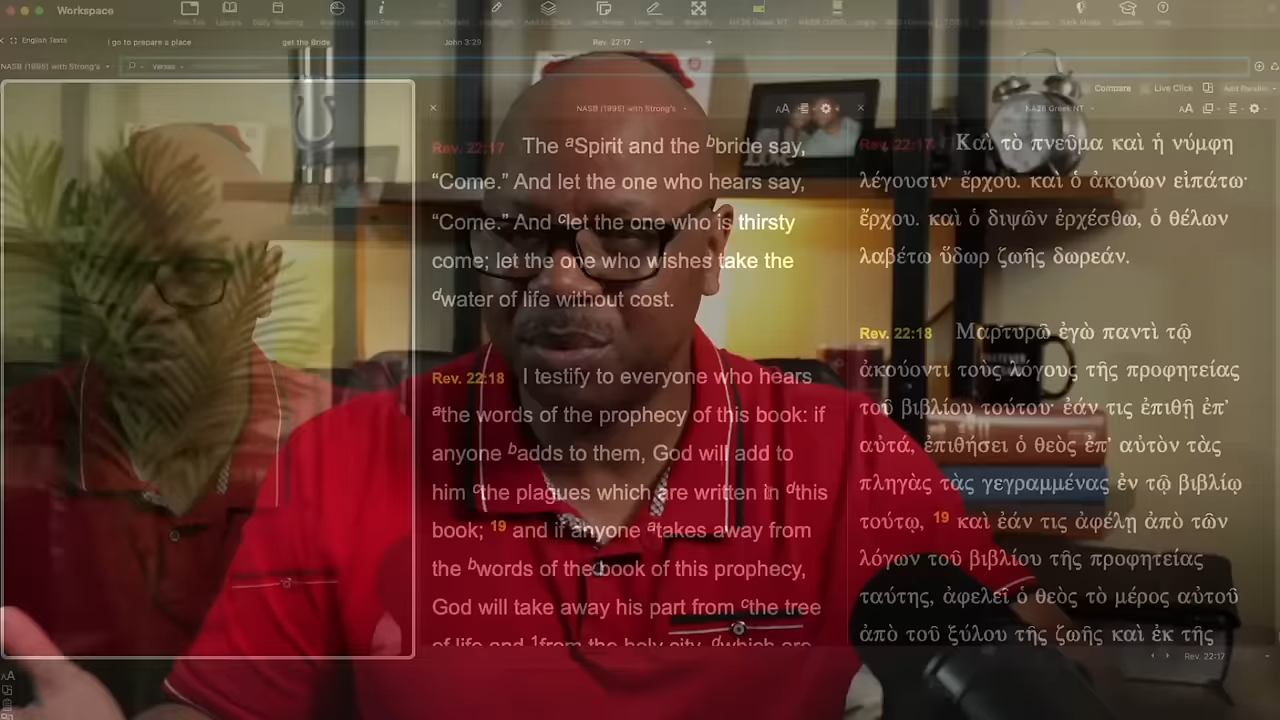 Workspace
English Texts
I go to prepare a place
get the Bride
John 3:29
Rev. 22:17
+
NASB (1995) with Strong's
Verses
Compare
Live Click
NASB (1995) with Strong's
Rev. 22:17 The aSpirit and the bbride say,
“Come.” And let the one who hears say,
“Come.” And clet the one who is thirsty
come; let the one who wishes take the
dwater of life without cost.
Rev. 22:18 I testify to everyone who hears
athe words of the prophecy of this book: if
anyone badds to them, God will add to
him cthe plagues which are written in dthis
book; 19 and if anyone atakes away from
the bwords of the book of this prophecy,
God will take away his part from cthe tree
of life and 1from the holy city, dwhich are
NA28 Greek NT
Rev. 22:17 Καὶ τὸ πνεῦμα καὶ ἡ νύμφη
λέγουσιν· ἔρχου. καὶ ὁ ἀκούων εἰπάτω·
ἔρχου. καὶ ὁ διψῶν ἐρχέσθω, ὁ θέλων
λαβέτω ὕδωρ ζωῆς δωρεάν.
Rev. 22:18 Μαρτυρῶ ἐγὼ παντὶ τῷ
ἀκούοντι τοὺς λόγους τῆς προφητείας
τοῦ βιβλίου τούτου· ἐάν τις ἐπιθῇ ἐπ’
αὐτά, ἐπιθήσει ὁ θεὸς ἐπ’ αὐτὸν τὰς
πληγὰς τὰς γεγραμμένας ἐν τῷ βιβλίῳ
τούτῳ, 19 καὶ ἐάν τις ἀφέλῃ ἀπὸ τῶν
λόγων τοῦ βιβλίου τῆς προφητείας
ταύτης, ἀφελεῖ ὁ θεὸς τὸ μέρος αὐτοῦ
ἀπὸ τοῦ ξύλου τῆς ζωῆς καὶ ἐκ τῆς
Rev. 22:17